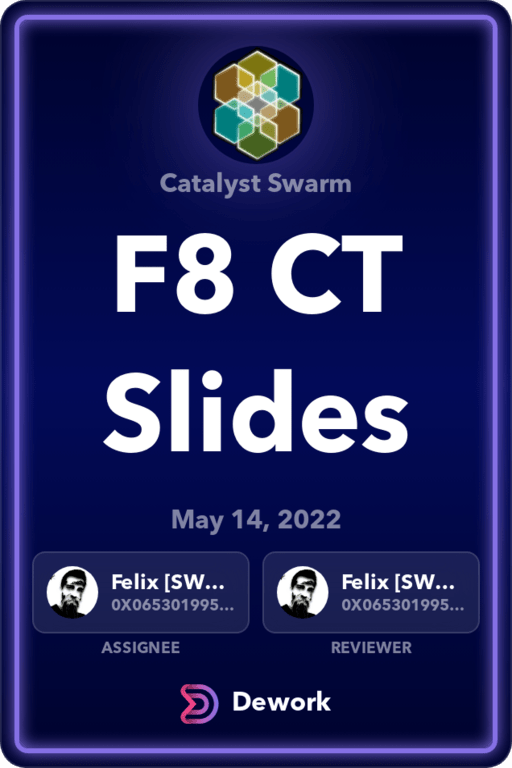 Catalyst Swarm
F8 CT
Slides
May 14, 2022
Felix [SW...
0X065301995...
ASSIGNEE
Felix [SW...
0X065301995...
REVIEWER
Dework